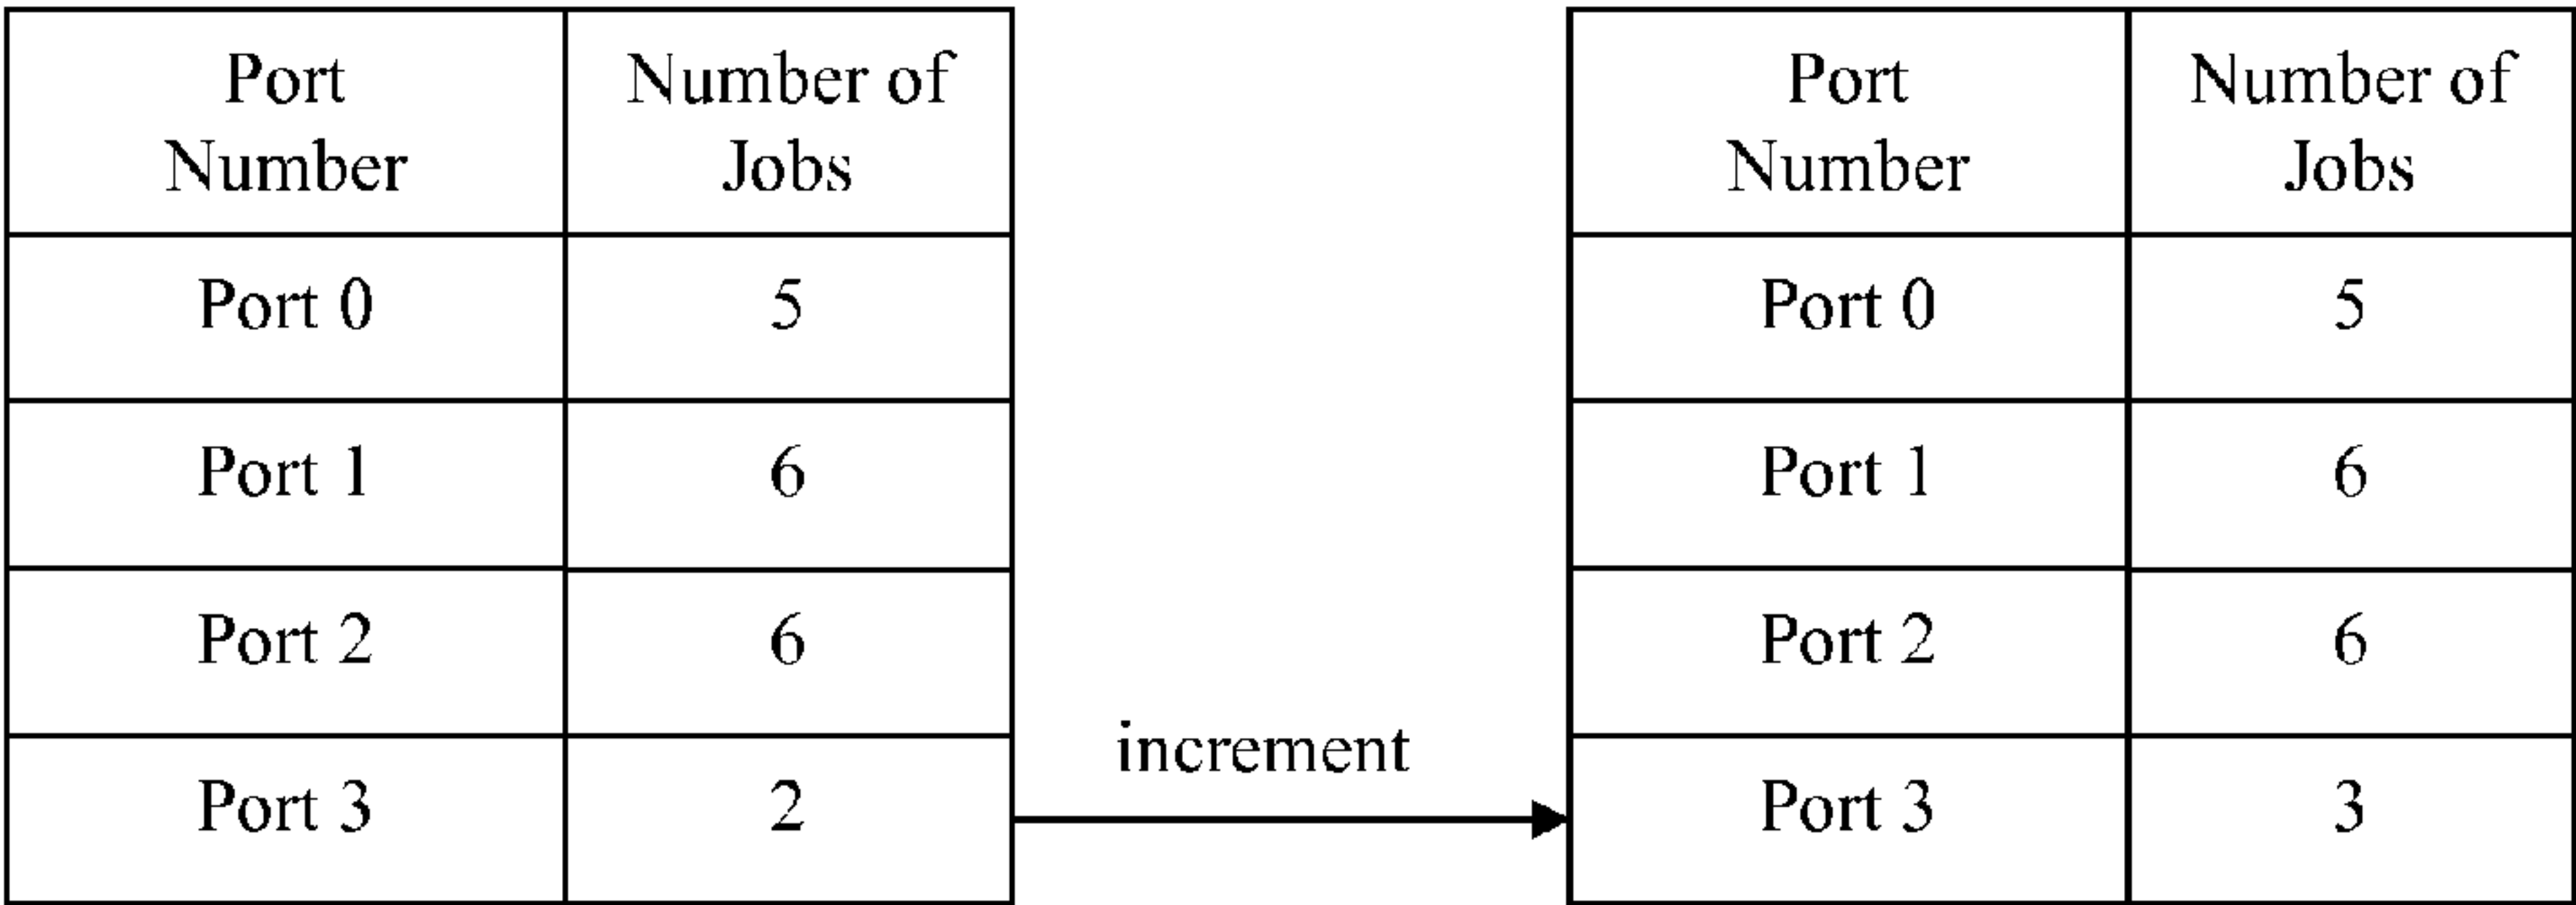 Port
Number
Number of
Jobs
Port 0
5
Port 1
6
Port 2
6
Port 3
2
increment
Port
Number
Number of
Jobs
Port 0
5
Port 1
6
Port 2
6
Port 3
3